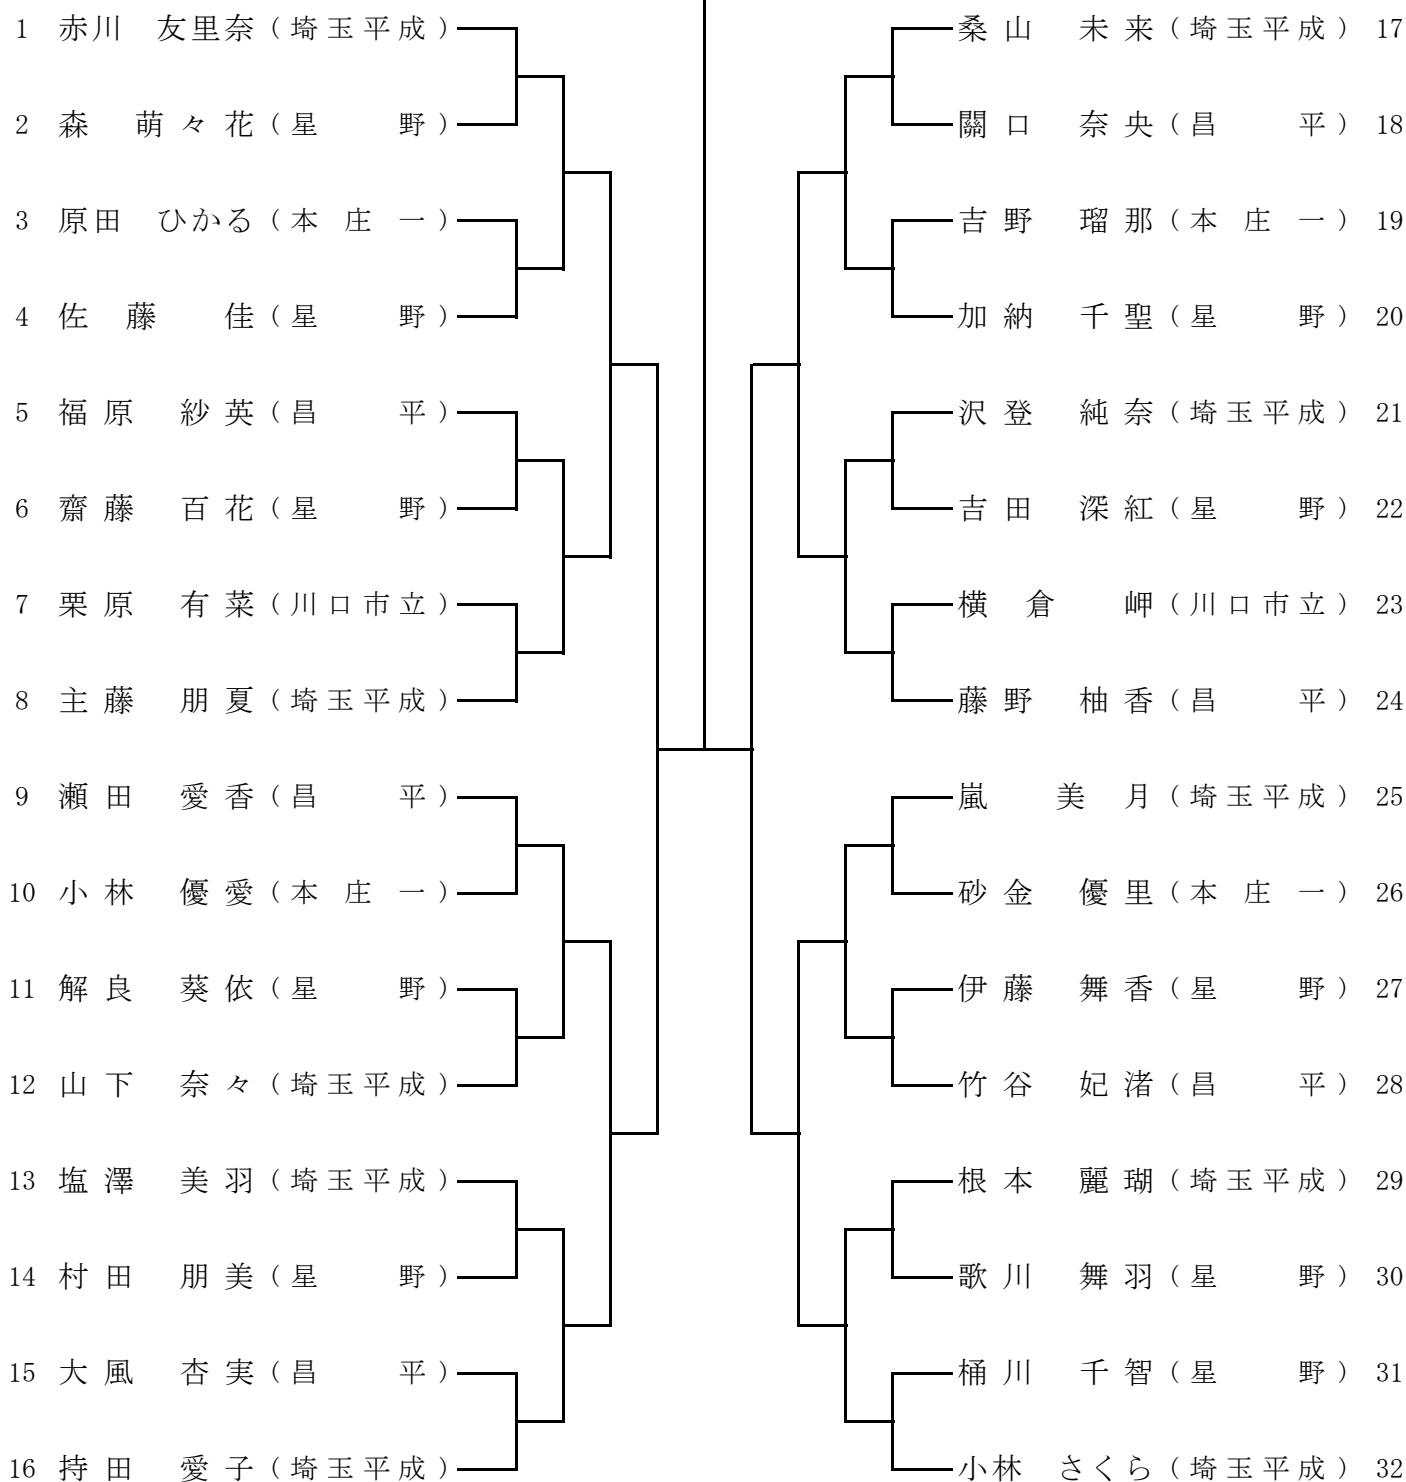 1 赤川 友里奈(埼玉平成)
2 森 萌々花(星 野)
3 原田 ひかる(本庄一)
4 佐藤 佳(星 野)
5 福原 紗英(昌 平)
6 齋藤 百花(星 野)
7 栗原 有菜(川口市立)
8 主藤 朋夏(埼玉平成)
9 瀬田 愛香(昌 平)
10 小林 優愛(本庄一)
11 解良 葵依(星 野)
12 山下 奈々(埼玉平成)
13 塩澤 美羽(埼玉平成)
14 村田 朋美(星 野)
15 大風 杏実(昌 平)
16 持田 愛子(埼玉平成)
桑山 未来(埼玉平成) 17
關口 奈央(昌 平) 18
吉野 瑠那(本庄一) 19
加納 千聖(星 野) 20
沢登 純奈(埼玉平成) 21
吉田 深紅(星 野) 22
横倉 岬(川口市立) 23
藤野 柚香(昌 平) 24
嵐 美月(埼玉平成) 25
砂金 優里(本庄一) 26
伊藤 舞香(星 野) 27
竹谷 妃渚(昌 平) 28
根本 麗瑚(埼玉平成) 29
歌川 舞羽(星 野) 30
桶川 千智(星 野) 31
小林 さくら(埼玉平成) 32